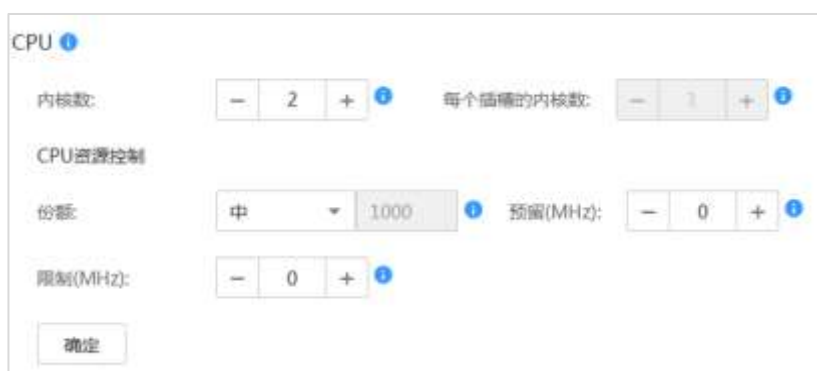 CPU
内核数: − 2 + 每个插槽的内核数: − 1 +
CPU资源控制
份额: 中 1000 预留(MHz): − 0 +
限制(MHz): − 0 +
确定